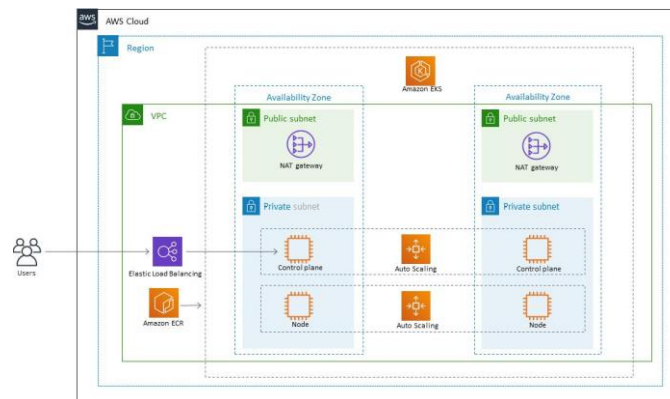 aws
AWS Cloud
Region
Amazon EKS
Availability Zone
Availability Zone
VPC
Public subnet
Public subnet
NAT gateway
NAT gateway
Private subnet
Private subnet
Users
Elastic Load Balancing
Control plane
Auto Scaling
Control plane
Amazon ECR
Node
Auto Scaling
Node